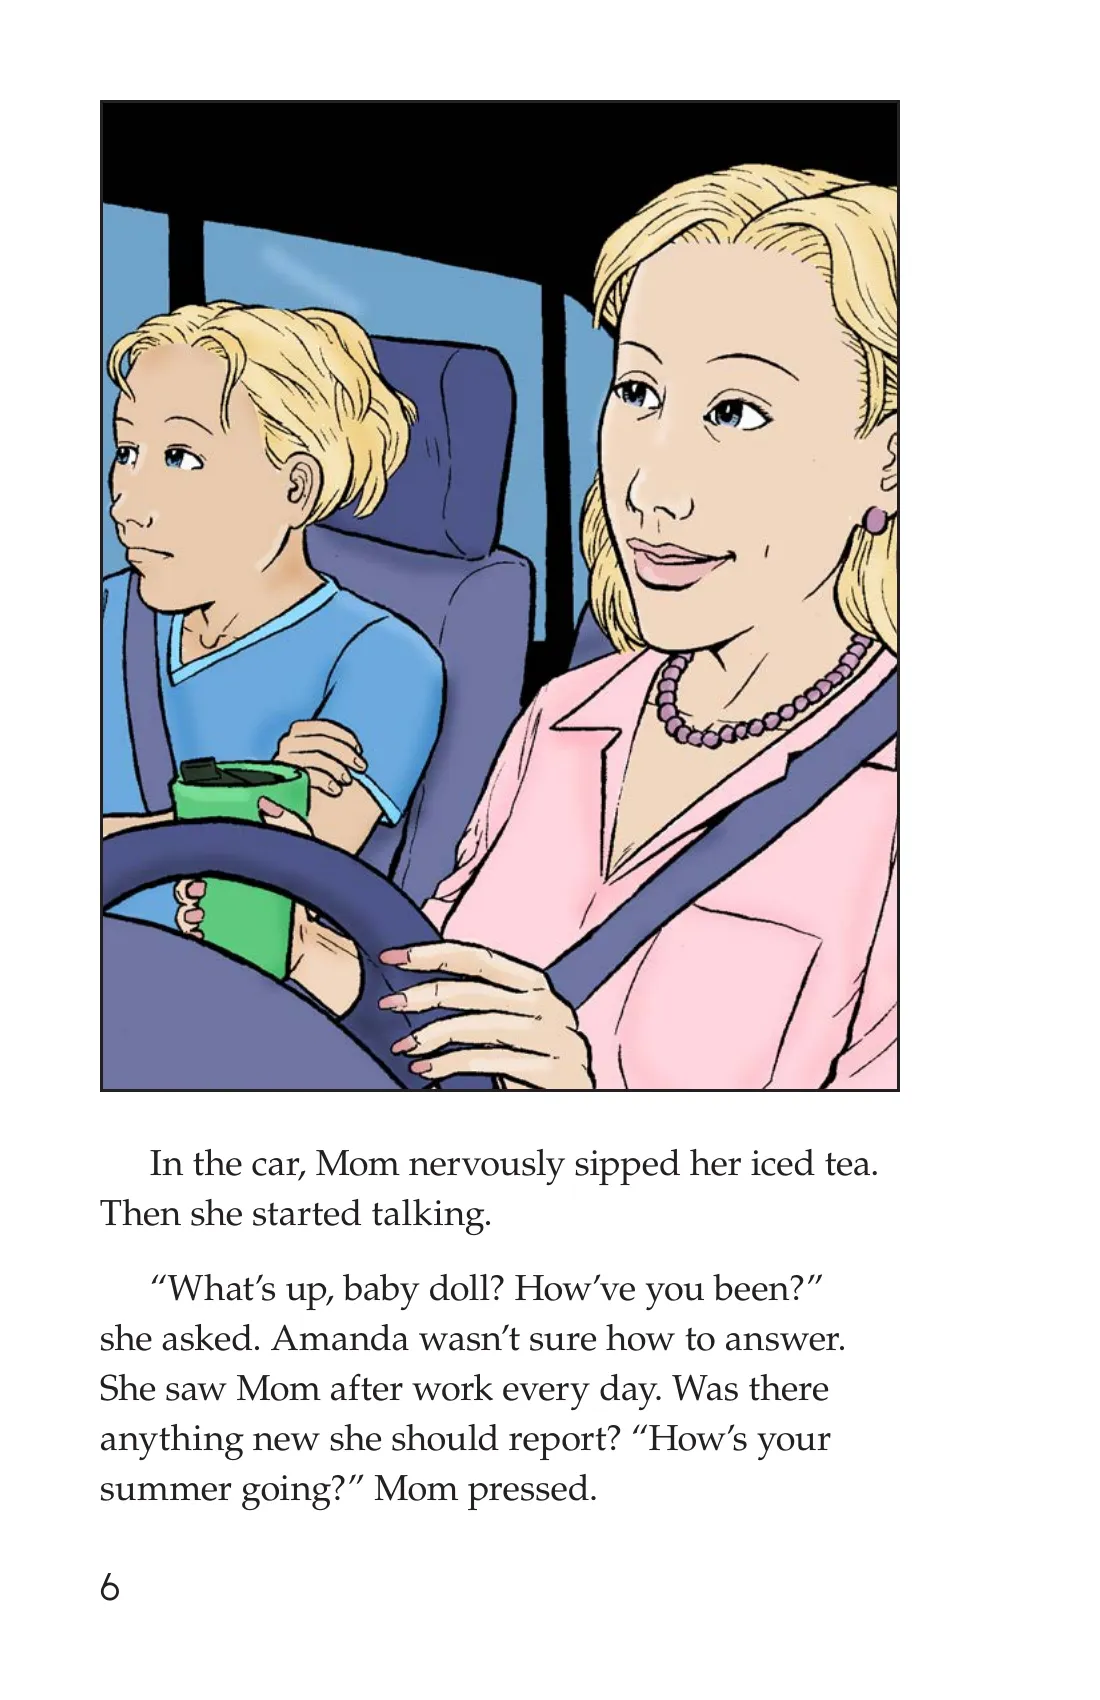 In the car, Mom nervously sipped her iced tea.
Then she started talking.
“What’s up, baby doll? How’ve you been?”
she asked. Amanda wasn’t sure how to answer.
She saw Mom after work every day. Was there
anything new she should report? “How’s your
summer going?” Mom pressed.
6